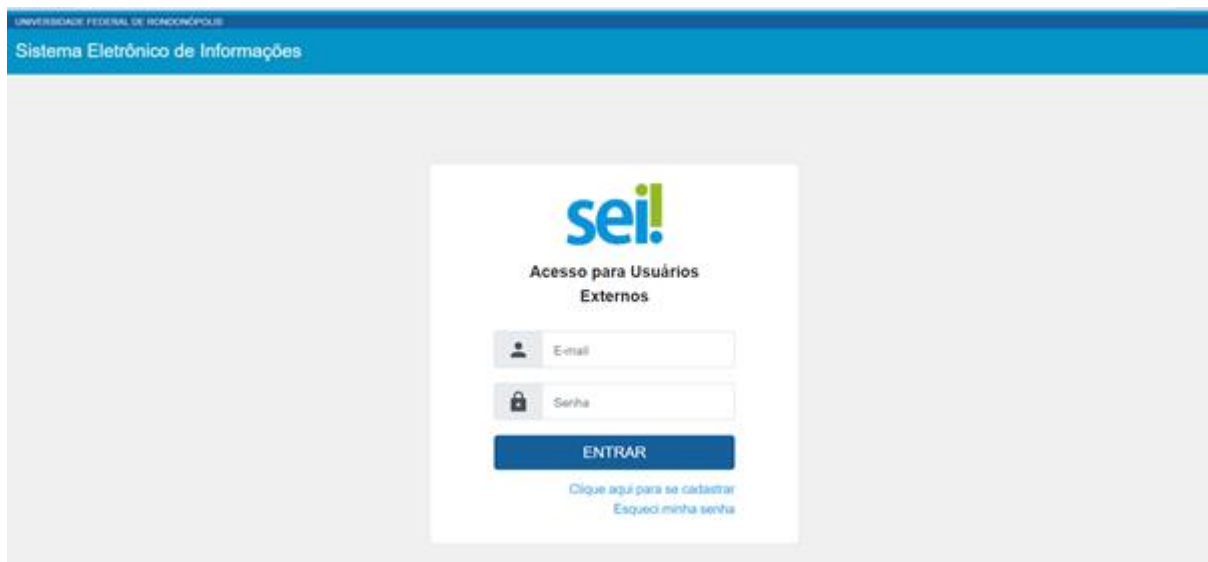 UNIVERSIDADE FEDERAL DE RONDONÓPOLIS
Sistema Eletrônico de Informações
sei!
Acesso para Usuários
Externos
E-mail
Senha
ENTRAR
Clique aqui para se cadastrar
Esqueci minha senha